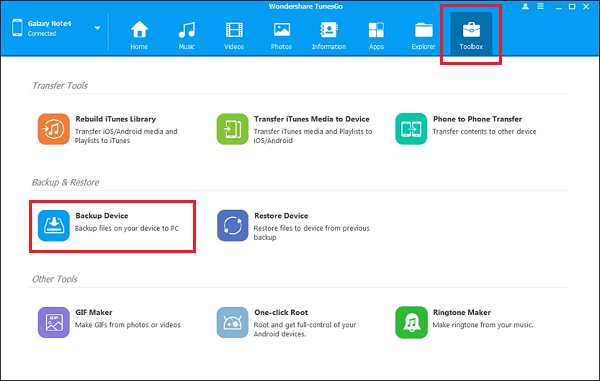 Wondershare TunesGo
Galaxy Note4
Connected
Home
Music
Videos
Photos
Information
Apps
Explorer
Toolbox
Transfer Tools
Rebuild iTunes Library
Transfer iOS/Android media and
Playlists to iTunes
Transfer iTunes Media to Device
Transfer iTunes media and Playlists to
iOS/Android
Phone to Phone Transfer
Transfer contents to other device
Backup & Restore
Backup Device
Backup files on your device to PC
Restore Device
Restore files to device from previous
backup
Other Tools
GIF Maker
Make GIFs from photos or videos
One-click Root
Root and get full-control of your
Android devices.
Ringtone Maker
Make ringtone from your music.